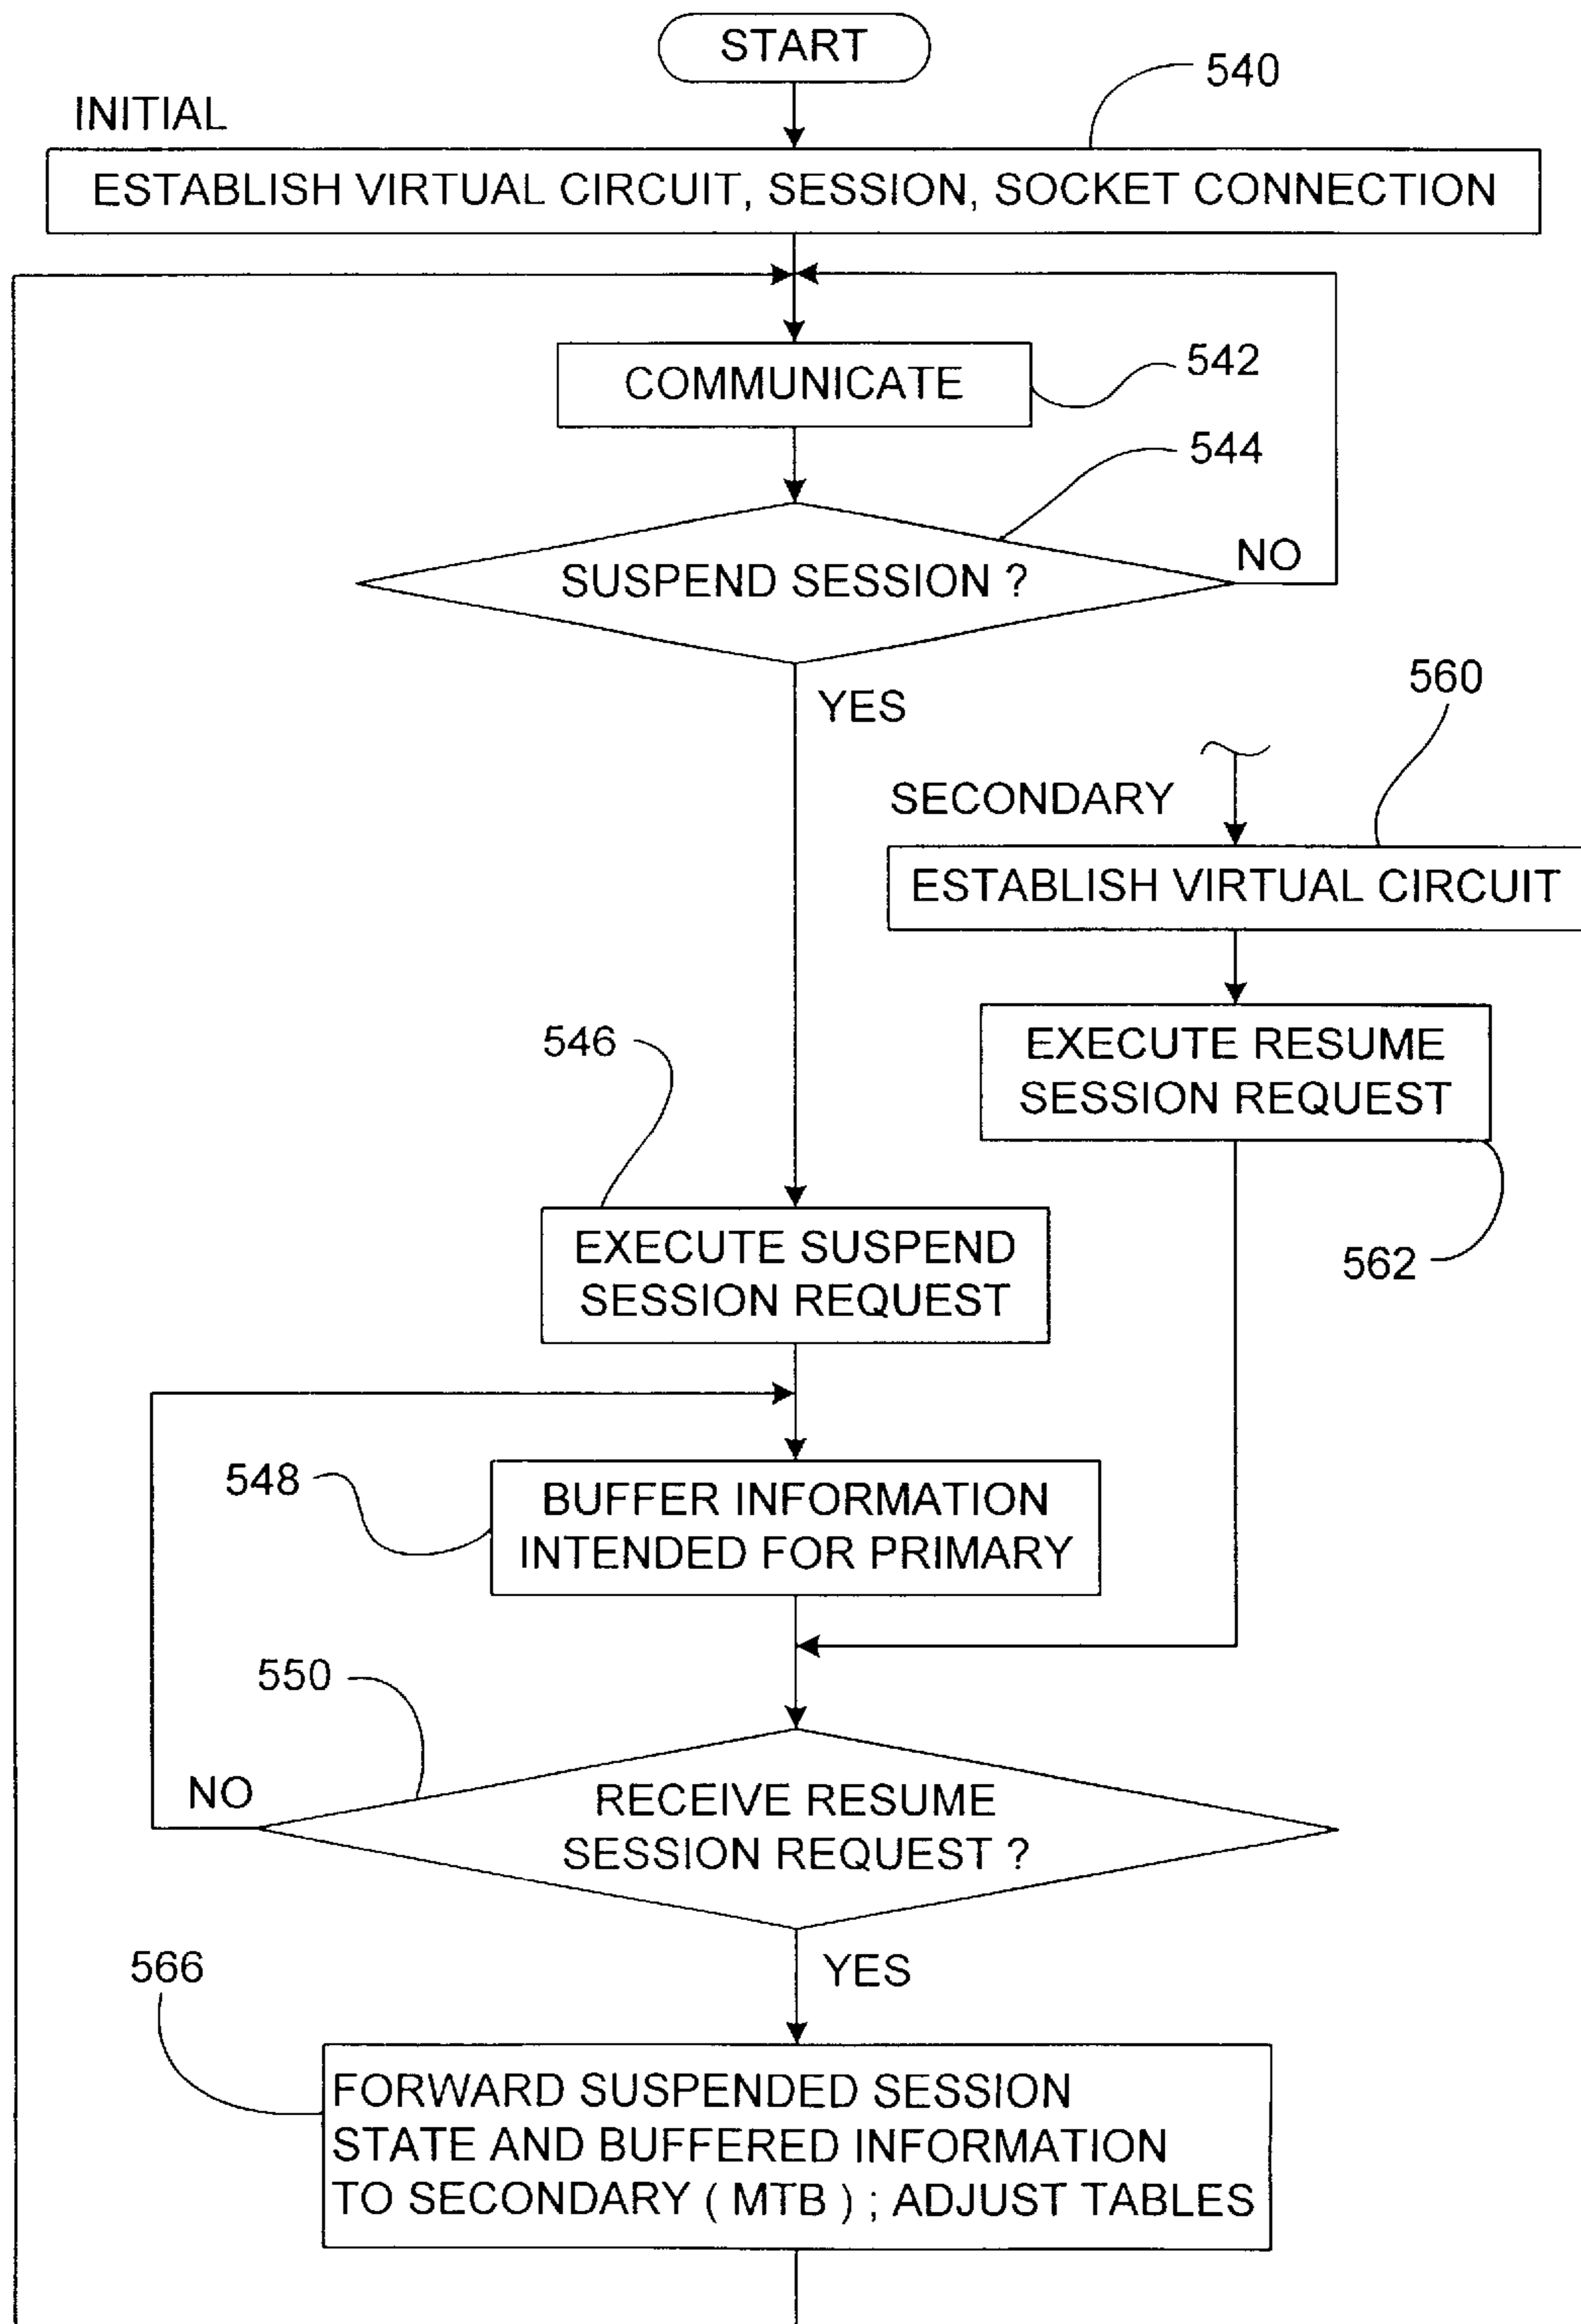 START
540
INITIAL
ESTABLISH VIRTUAL CIRCUIT, SESSION, SOCKET CONNECTION
542
COMMUNICATE
544
SUSPEND SESSION ?
NO
YES
560
SECONDARY
ESTABLISH VIRTUAL CIRCUIT
546
EXECUTE RESUME
SESSION REQUEST
562
EXECUTE SUSPEND
SESSION REQUEST
548
BUFFER INFORMATION
INTENDED FOR PRIMARY
550
NO
RECEIVE RESUME
SESSION REQUEST ?
YES
566
FORWARD SUSPENDED SESSION
STATE AND BUFFERED INFORMATION
TO SECONDARY ( MTB ) ; ADJUST TABLES